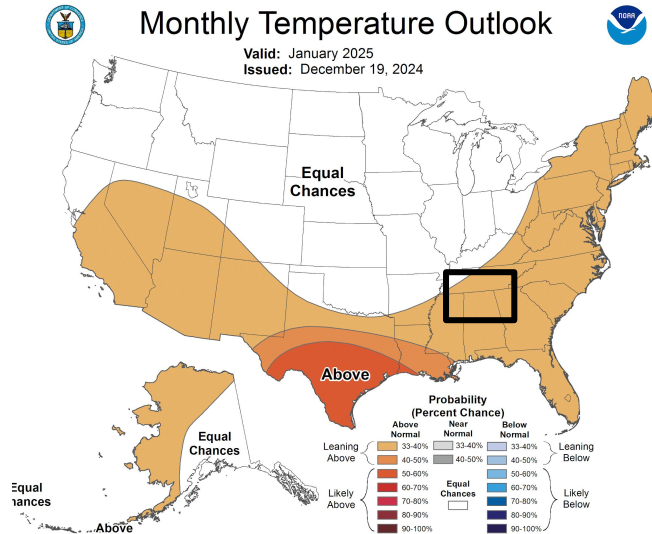 Monthly Temperature Outlook
NOAA
Valid: January 2025
Issued: December 19, 2024
Equal
Chances
Above
Equal
Chances
Equal
hances
Above
Probability
(Percent Chance)
Above
Normal
Near
Normal
Below
Normal
Leaning
Above
33-40%
33-40%
33-40%
Leaning
Below
40-50%
40-50%
40-50%
Likely
Above
50-60%
50-60%
Likely
Below
60-70%
60-70%
70-80%
Equal
Chances
70-80%
80-90%
80-90%
90-100%
90-100%